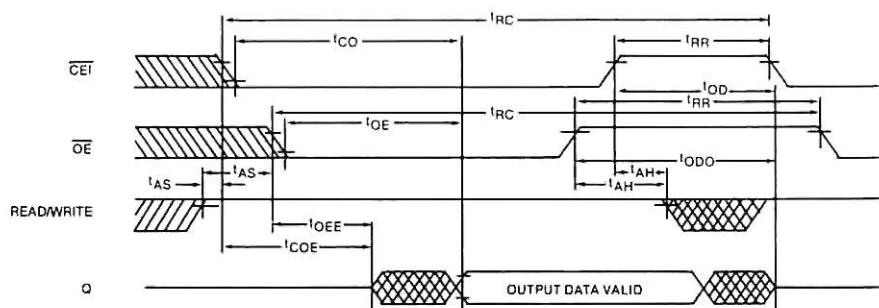 tRC
tCO
tRR
CEI
tOD
tRR
tRC
OE
tOE
tODO
tAS
tAS
tAH
tAH
READ/WRITE
tOEE
tCOE
Q
OUTPUT DATA VALID